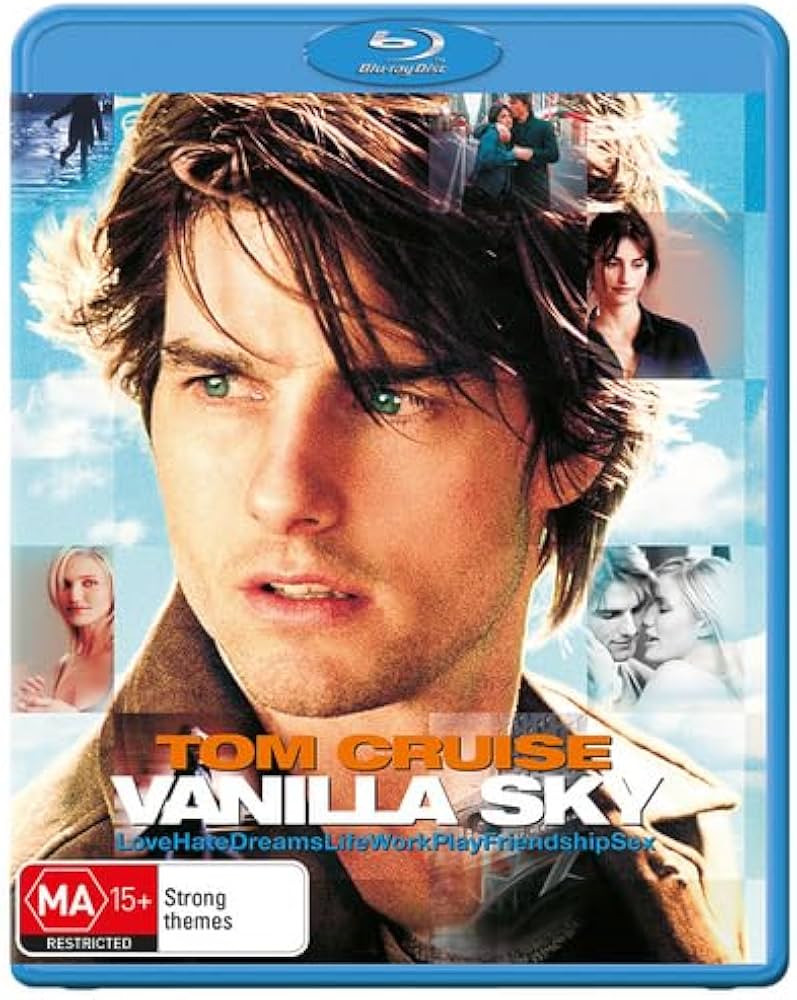 Blu-ray Disc
TOM CRUISE
VANILLA SKY
LoveHateDreamsLifeWorkPlayFriendshipSex
MA 15+
RESTRICTED
Strong
themes